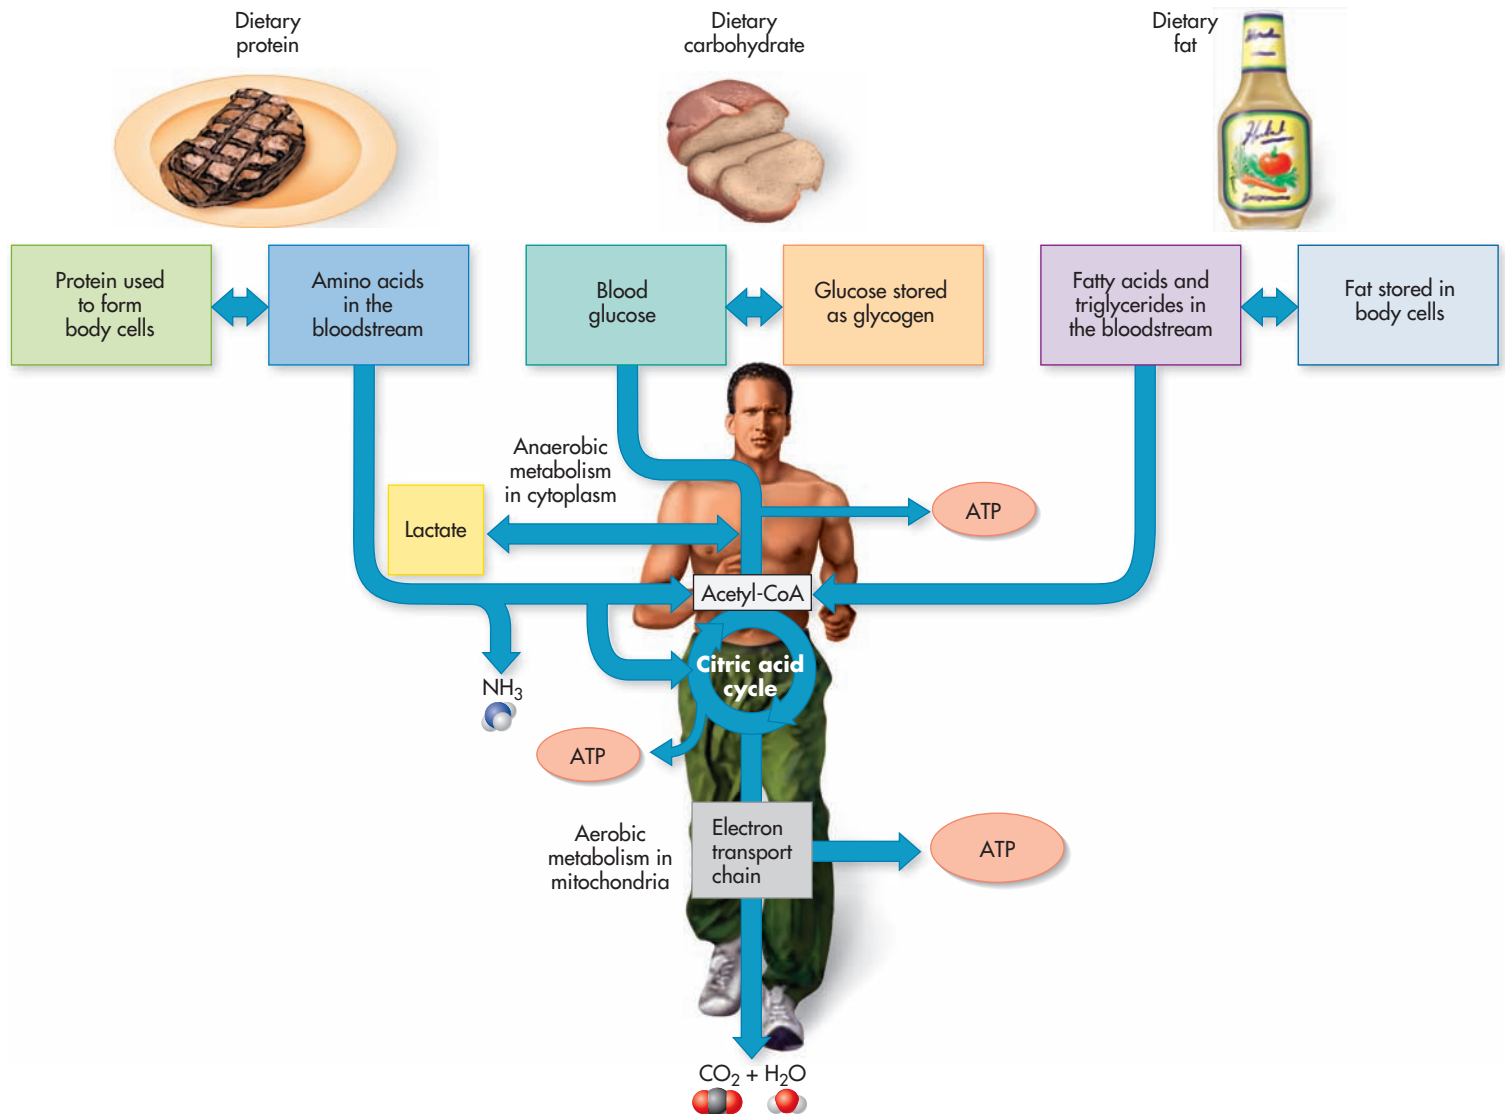 Dietary
protein
Dietary
carbohydrate
Dietary
fat
Protein used
to form
body cells
Amino acids
in the
bloodstream
Blood
glucose
Glucose stored
as glycogen
Fatty acids and
triglycerides in
the bloodstream
Fat stored in
body cells
Anaerobic
metabolism
in cytoplasm
Lactate
ATP
Acetyl-CoA
Citric acid
cycle
NH₃
ATP
Aerobic
metabolism in
mitochondria
Electron
transport
chain
ATP
CO₂ + H₂O